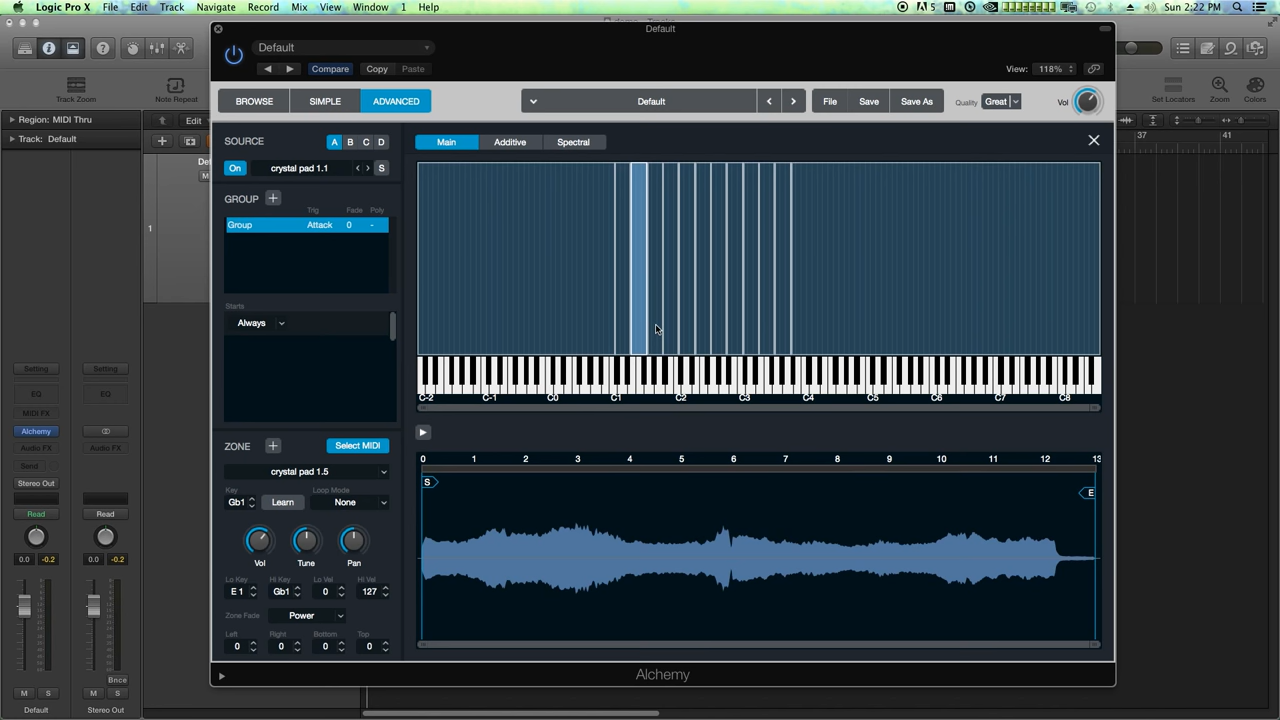 Logic Pro X File Edit Track Navigate Record Mix View Window 1 Help
A 5
Sun 2:22 PM
Default
Default
Compare Copy Paste
View: 118%
Track Zoom
Note Repeat
Set Locators
Zoom
Colors
BROWSE SIMPLE ADVANCED
Default
File Save Save As
Quality Great
Vol
Region: MIDI Thru
Edit
Track: Default
37 41
1
SOURCE A B C D
On crystal pad 1.1 S
Main Additive Spectral
GROUP
Trig Fade Poly
Group Attack 0 -
Starts
Always
C-2 C-1 C0 C1 C2 C3 C4 C5 C6 C7 C8
ZONE Select MIDI
crystal pad 1.5
Key Loop Mode
Gb1 Learn None
Vol Tune Pan
Lo Key Hi Key Lo Vel Hi Vel
E 1 Gb1 0 127
Zone Fade Power
Left Right Bottom Top
0 0 0 0
0 1 2 3 4 5 6 7 8 9 10 11 12 13
S
E
Alchemy
Setting Setting
EQ EQ
MIDI FX
Alchemy
Audio FX Audio FX
Send
Stereo Out
Read Read
0.0 -0.2 0.0 -0.2
Bnce
M S M S
Default Stereo Out